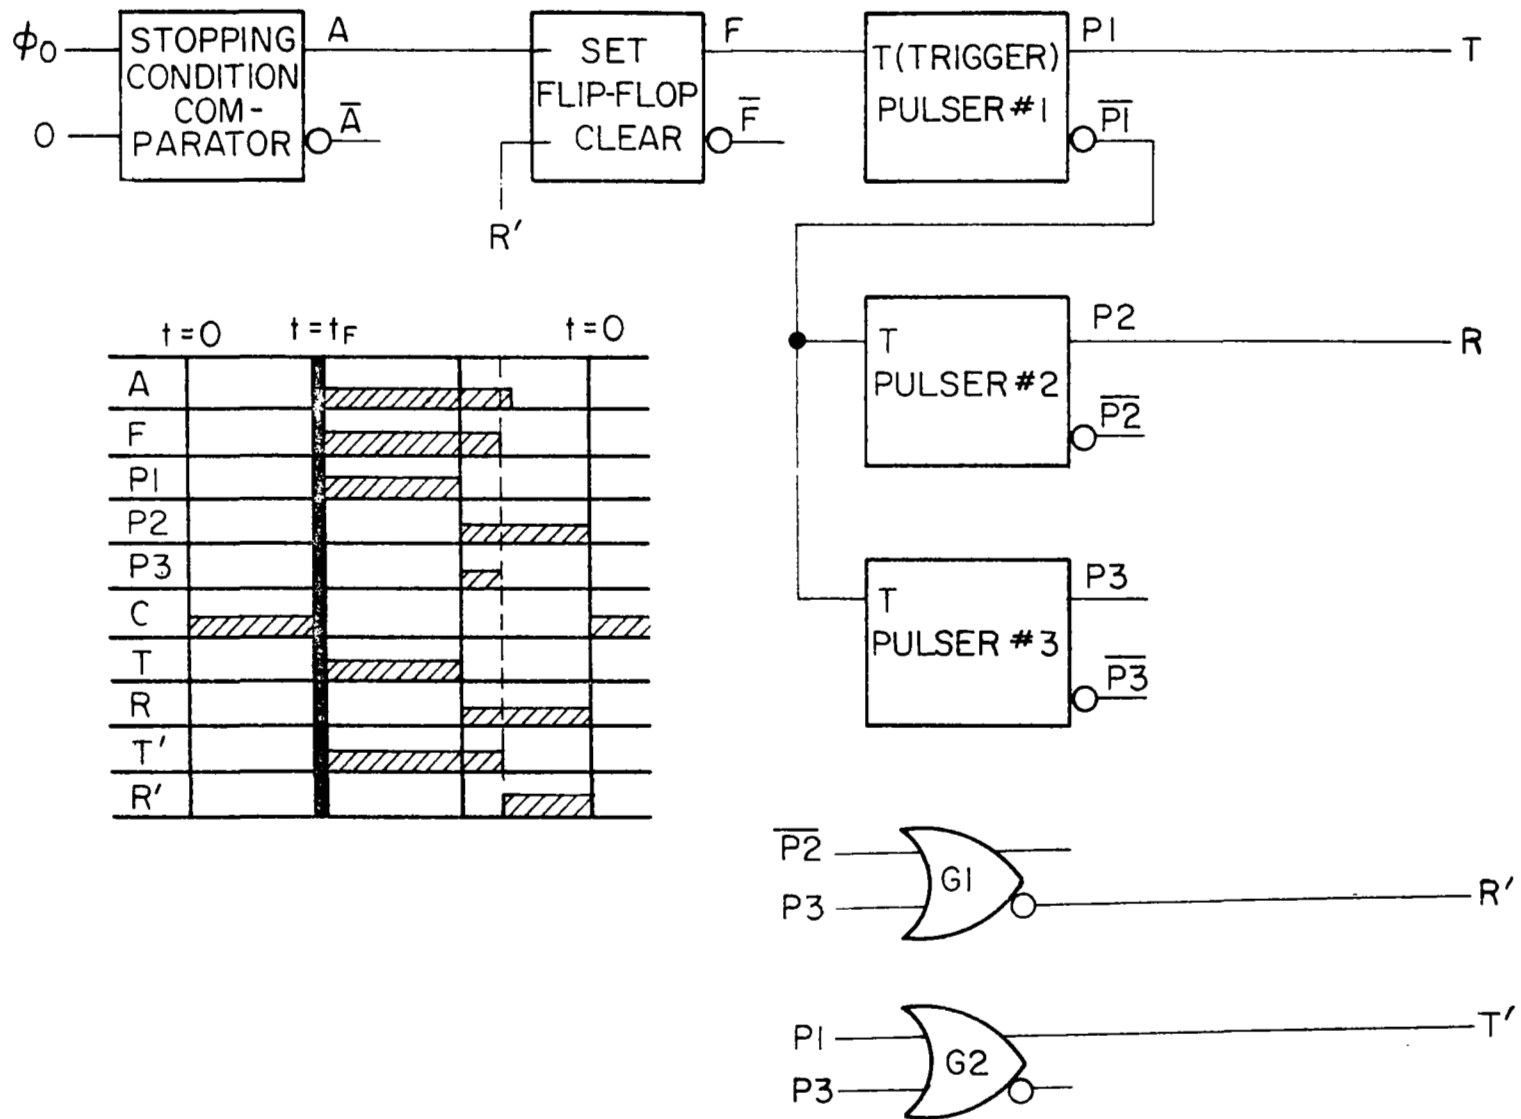 ϕ0
0
STOPPING
CONDITION
COM-
PARATOR
A
A̅
SET
FLIP-FLOP
CLEAR
R′
F
F̅
T(TRIGGER)
PULSER #1
P1
P̅1̅
T
T
PULSER #2
P2
P̅2̅
R
T
PULSER #3
P3
P̅3̅
t=0
t=tF
t=0
A
F
P1
P2
P3
C
T
R
T′
R′
P̅2̅
P3
G1
R′
P1
P3
G2
T′